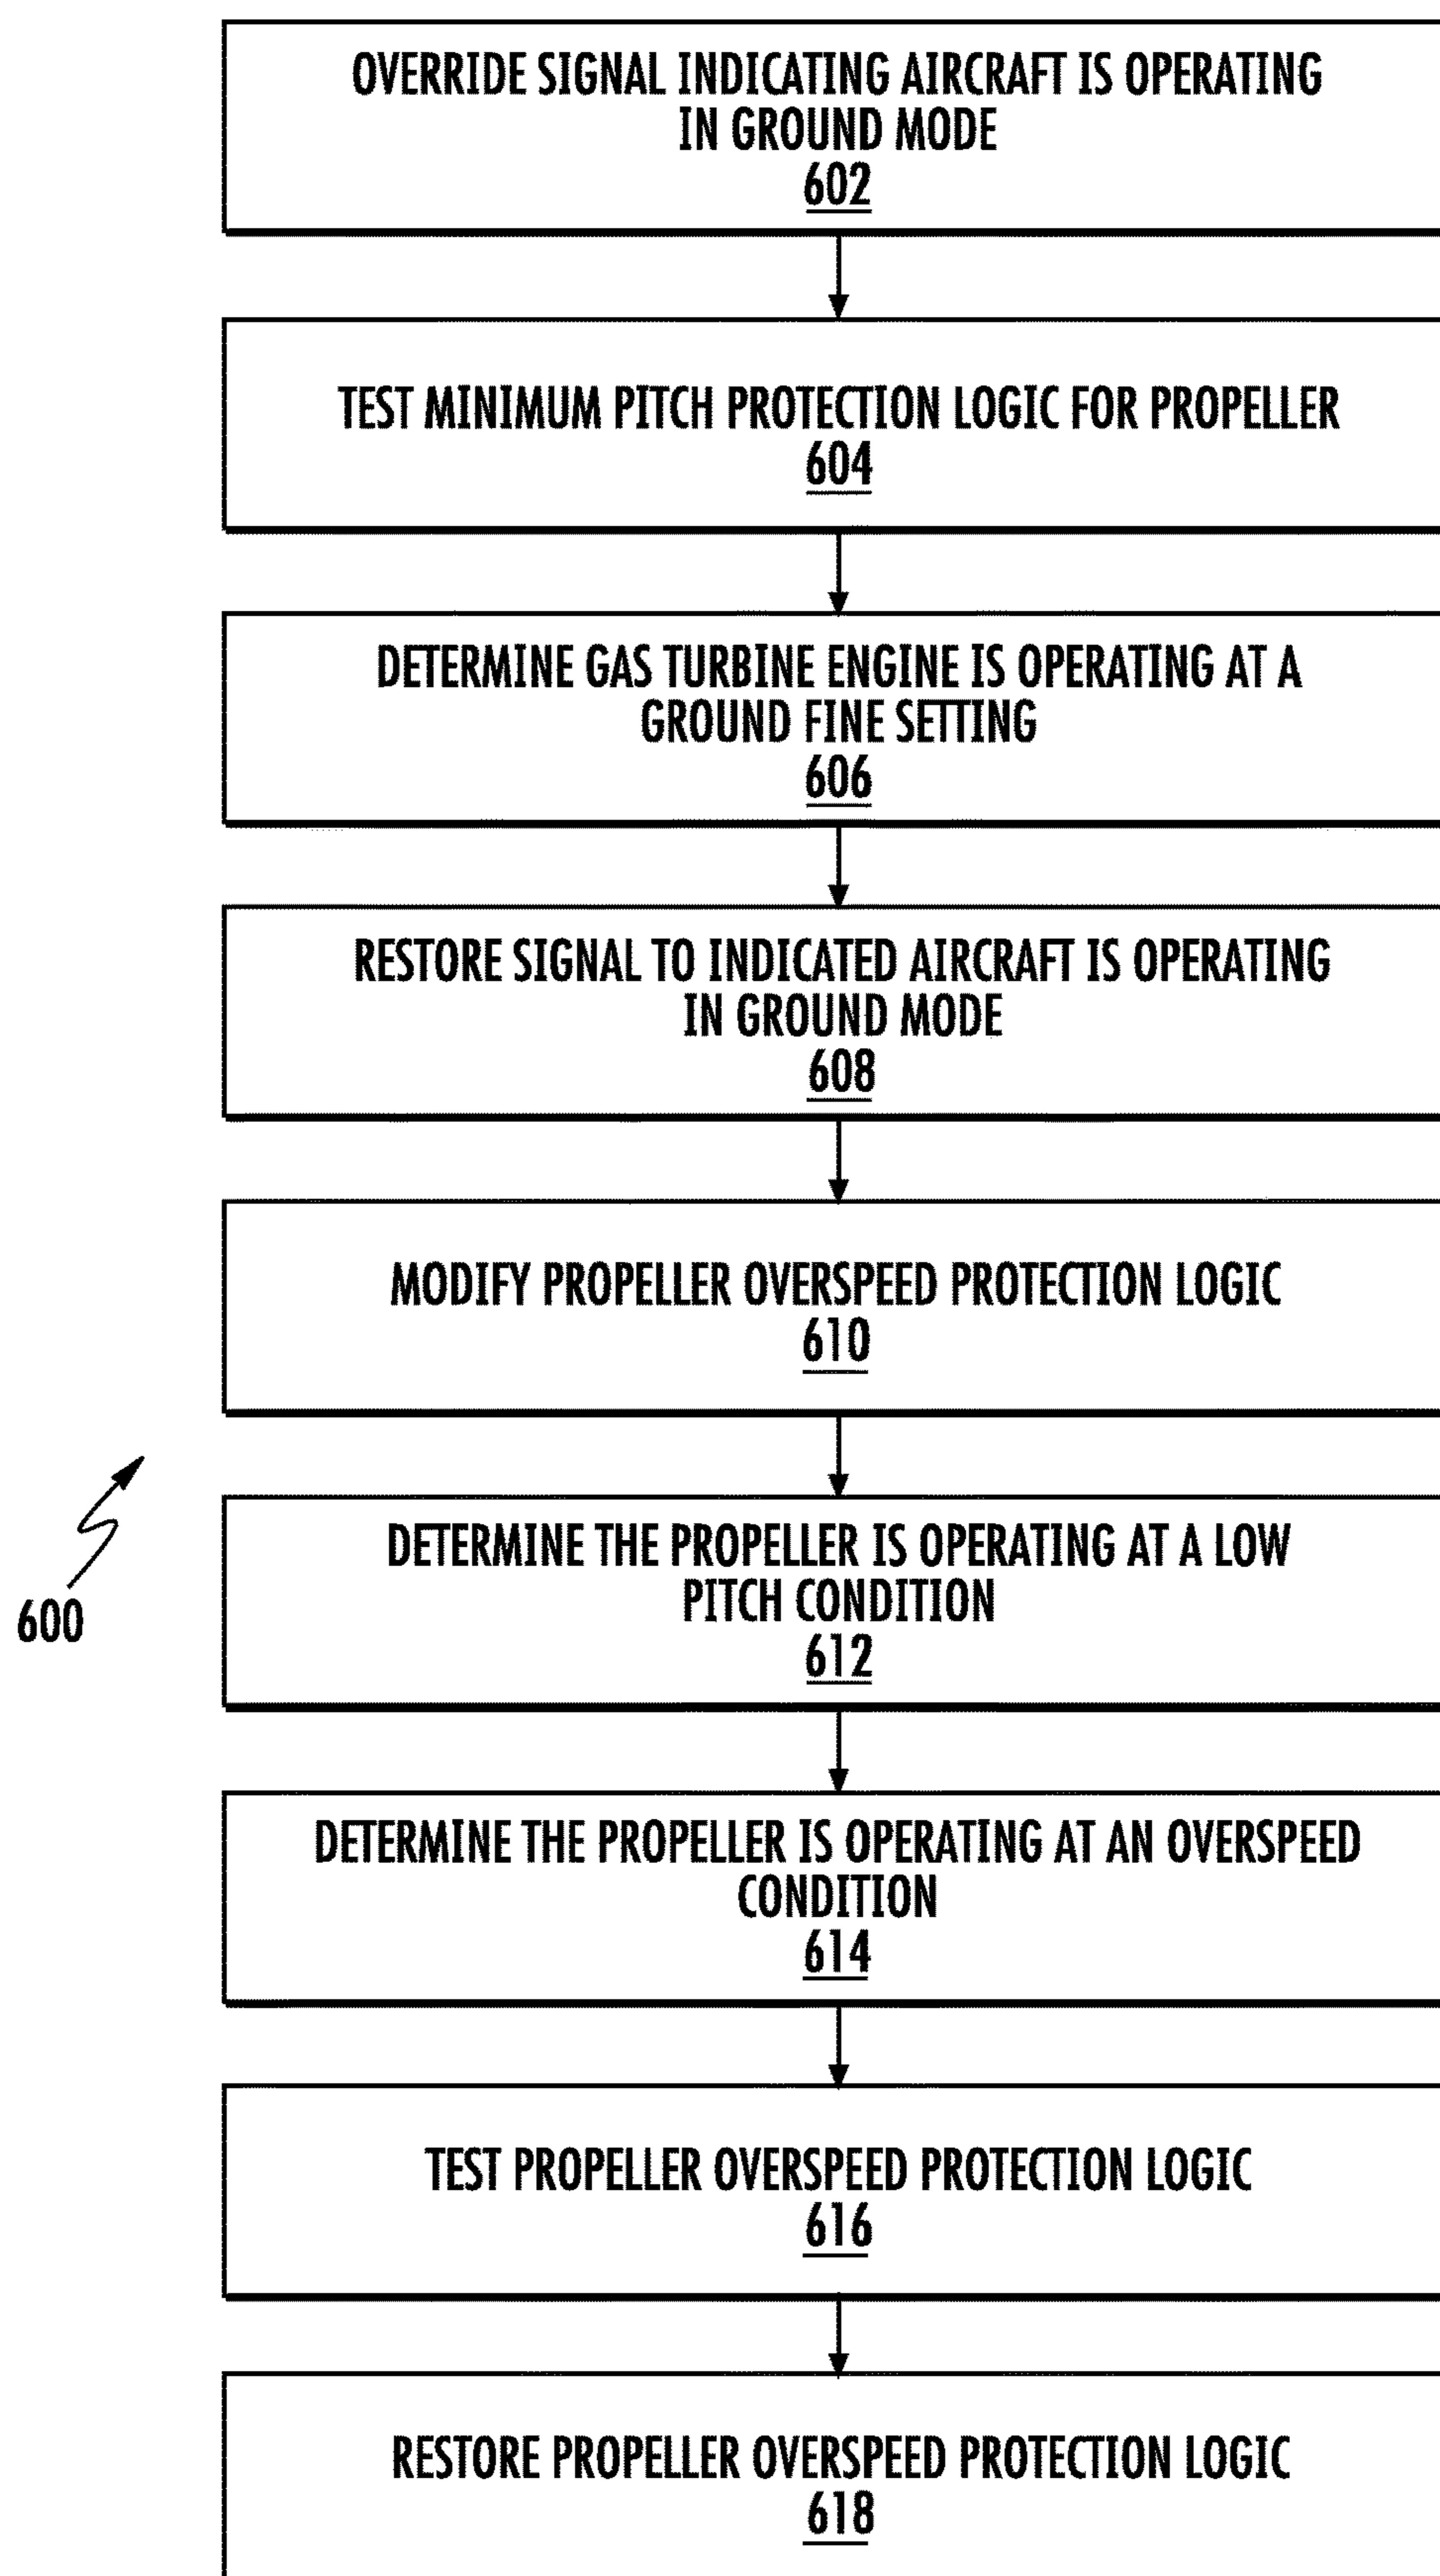 OVERRIDE SIGNAL INDICATING AIRCRAFT IS OPERATING
IN GROUND MODE
602
TEST MINIMUM PITCH PROTECTION LOGIC FOR PROPELLER
604
DETERMINE GAS TURBINE ENGINE IS OPERATING AT A
GROUND FINE SETTING
606
RESTORE SIGNAL TO INDICATED AIRCRAFT IS OPERATING
IN GROUND MODE
608
MODIFY PROPELLER OVERSPEED PROTECTION LOGIC
610
DETERMINE THE PROPELLER IS OPERATING AT A LOW
PITCH CONDITION
612
600
DETERMINE THE PROPELLER IS OPERATING AT AN OVERSPEED
CONDITION
614
TEST PROPELLER OVERSPEED PROTECTION LOGIC
616
RESTORE PROPELLER OVERSPEED PROTECTION LOGIC
618